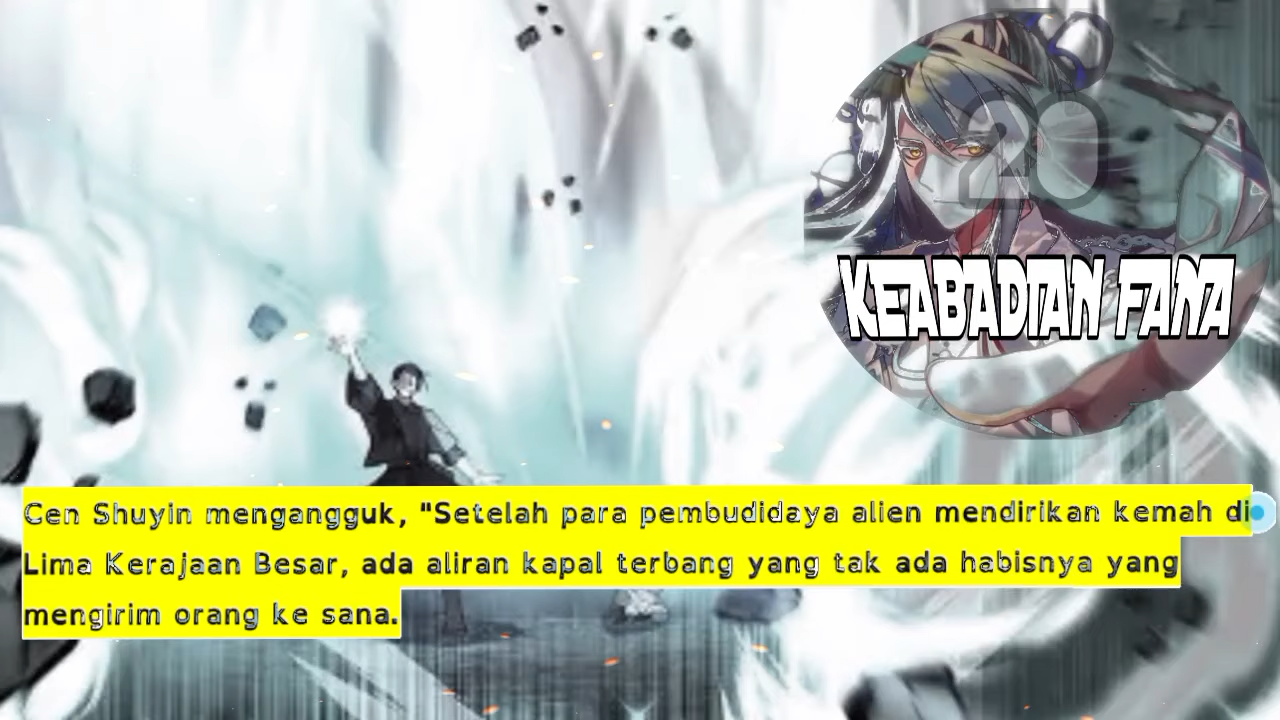 20
KEABADIAN FANA
Cen Shuyin mengangguk, "Setelah para pembudidaya alien mendirikan kemah di
Lima Kerajaan Besar, ada aliran kapal terbang yang tak ada habisnya yang
mengirim orang ke sana.